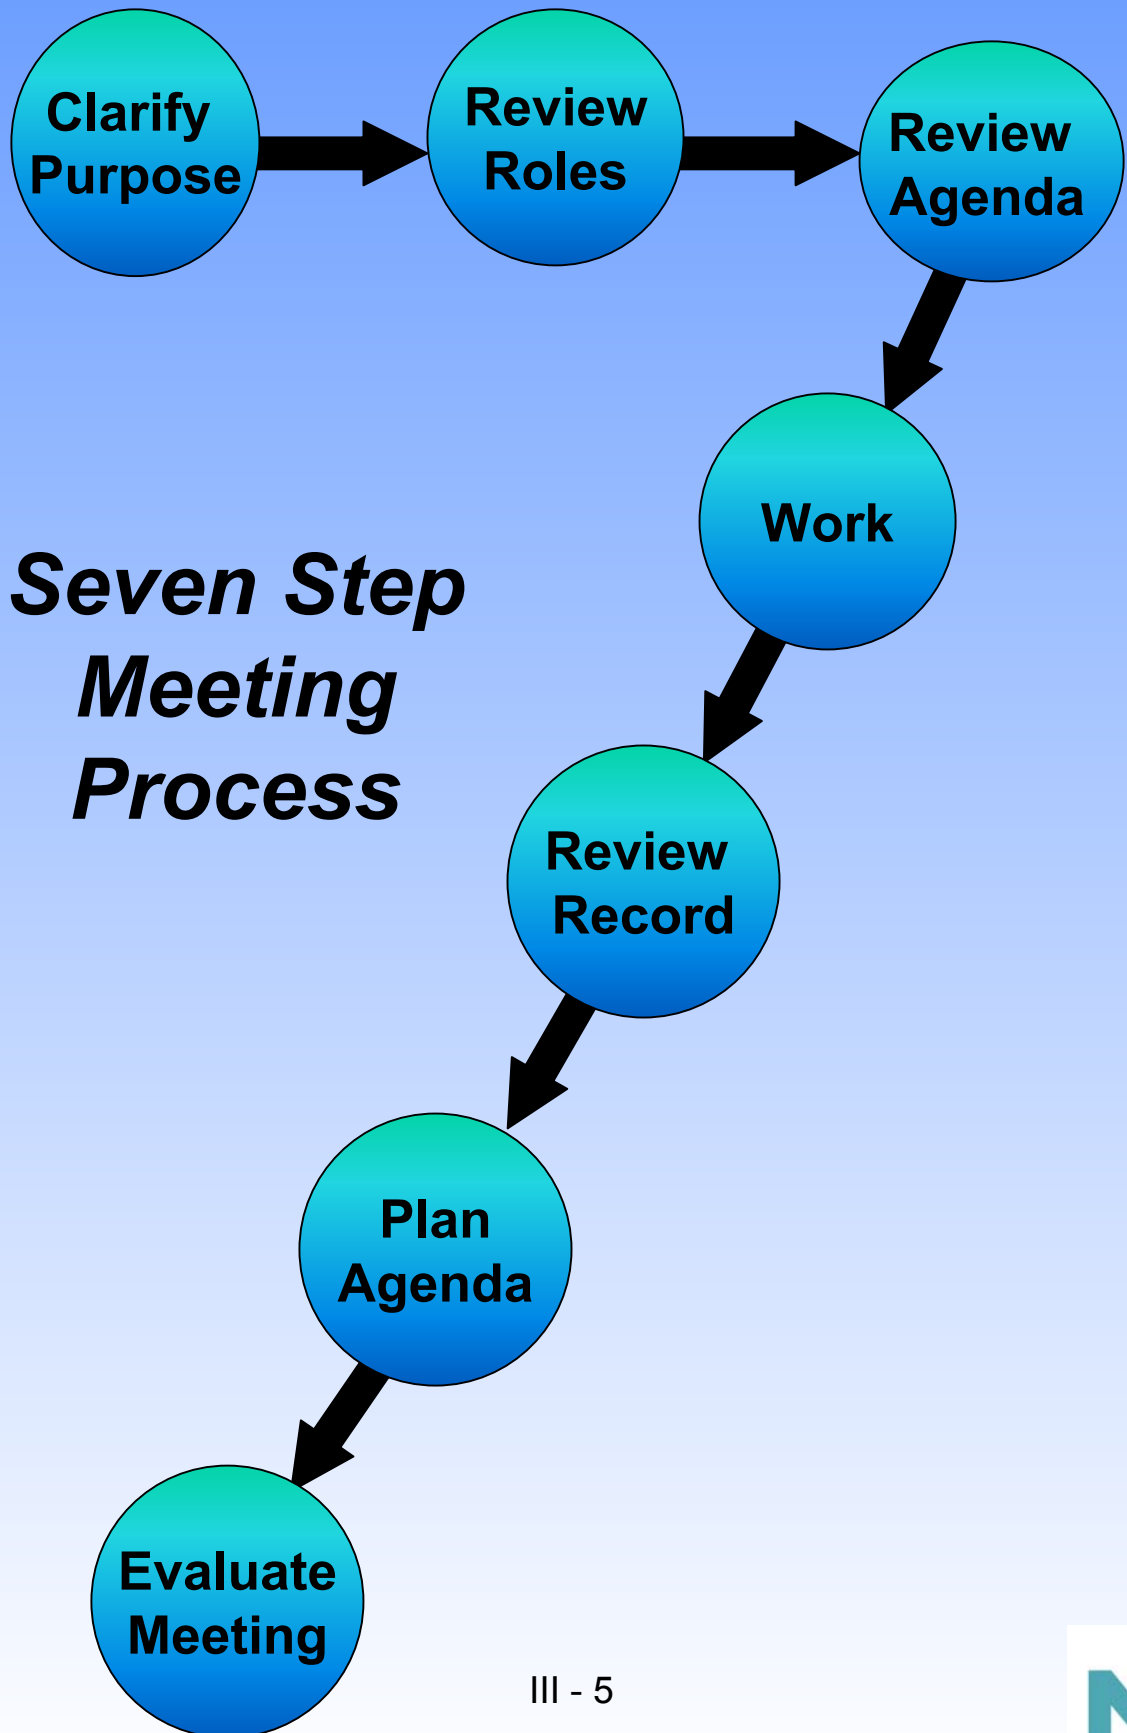 Clarify
Purpose
Review
Roles
Review
Agenda
Work
Seven Step
Meeting
Process
Review
Record
Plan
Agenda
Evaluate
Meeting
III - 5